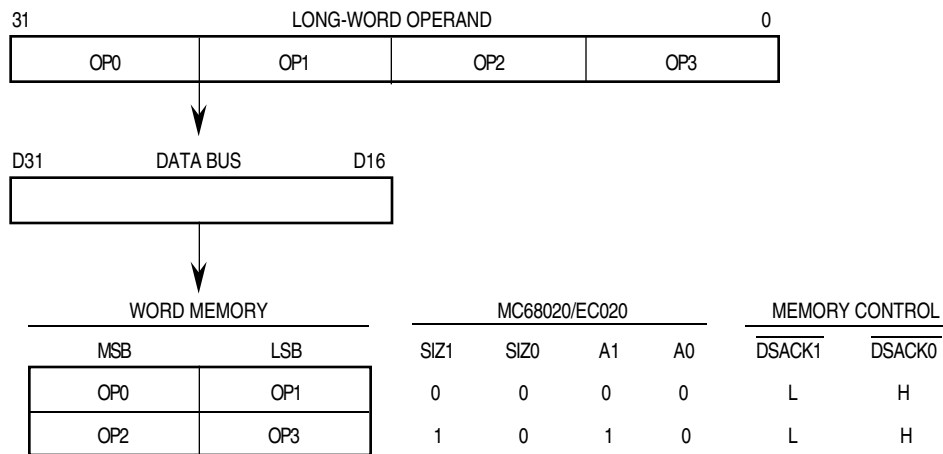 31 LONG-WORD OPERAND 0
OP0 OP1 OP2 OP3
D31 DATA BUS D16
WORD MEMORY MC68020/EC020 MEMORY CONTROL
MSB LSB SIZ1 SIZ0 A1 A0 DSACK1 DSACK0
OP0 OP1 0 0 0 0 L H
OP2 OP3 1 0 1 0 L H